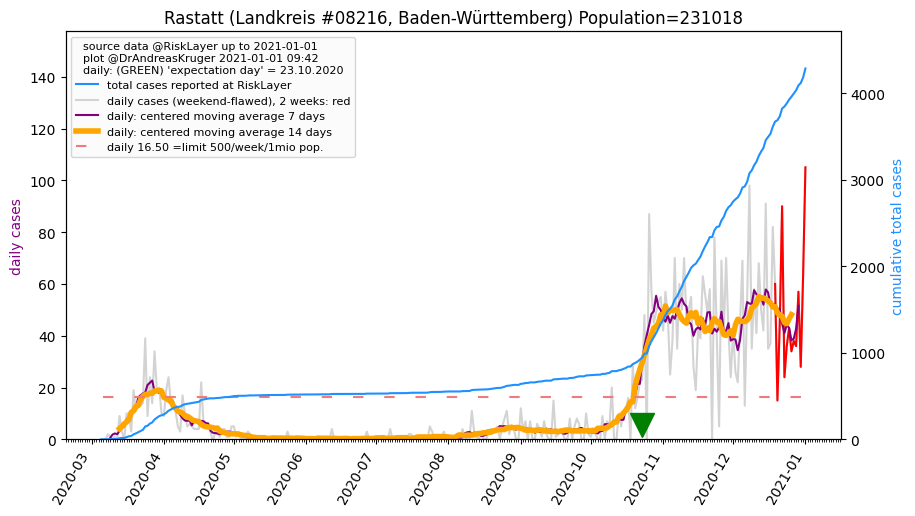 Rastatt (Landkreis #08216, Baden-Württemberg) Population=231018
source data @RiskLayer up to 2021-01-01
plot @DrAndreasKruger 2021-01-01 09:42
daily: (GREEN) 'expectation day' = 23.10.2020
total cases reported at RiskLayer
daily cases (weekend-flawed), 2 weeks: red
daily: centered moving average 7 days
daily: centered moving average 14 days
daily 16.50 =limit 500/week/1mio pop.
daily cases
140
120
100
80
60
40
20
0
cumulative total cases
4000
3000
2000
1000
0
2020-03
2020-04
2020-05
2020-06
2020-07
2020-08
2020-09
2020-10
2020-11
2020-12
2021-01